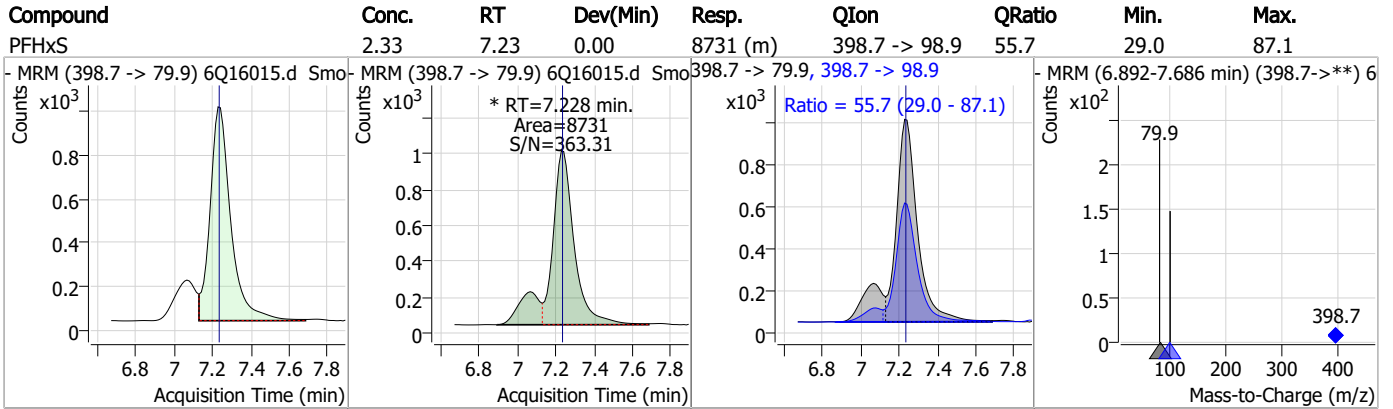 Compound Conc. RT Dev(Min) Resp. QIon QRatio Min. Max.
PFHxS 2.33 7.23 0.00 8731 (m) 398.7 -> 98.9 55.7 29.0 87.1
- MRM (398.7 -> 79.9) 6Q16015.d Smo
Counts
x10³
0.8
0.6
0.4
0.2
0
6.8 7 7.2 7.4 7.6 7.8
Acquisition Time (min)
- MRM (398.7 -> 79.9) 6Q16015.d Smo
Counts
x10³
* RT=7.228 min.
Area=8731
S/N=363.31
1
0.8
0.6
0.4
0.2
0
6.8 7 7.2 7.4 7.6 7.8
Acquisition Time (min)
398.7 -> 79.9, 398.7 -> 98.9
x10³
Ratio = 55.7 (29.0 - 87.1)
0.8
0.6
0.4
0.2
0
6.8 7 7.2 7.4 7.6 7.8
Acquisition Time (min)
- MRM (6.892-7.686 min) (398.7->**) 6
Counts
x10²
79.9
2
1.5
1
0.5
0
398.7
100 200 300 400
Mass-to-Charge (m/z)